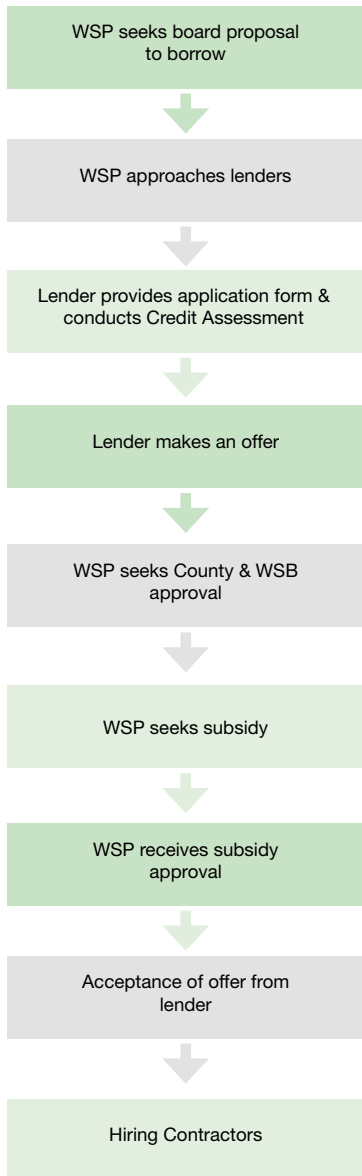 WSP seeks board proposal
to borrow
WSP approaches lenders
Lender provides application form &
conducts Credit Assessment
Lender makes an offer
WSP seeks County & WSB
approval
WSP seeks subsidy
WSP receives subsidy
approval
Acceptance of offer from
lender
Hiring Contractors